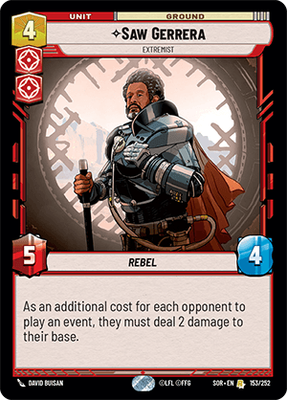 4
UNIT
GROUND
SAW GERRERA
EXTREMIST
5
REBEL
4
As an additional cost for each opponent to
play an event, they must deal 2 damage to
their base.
DAVID BUISAN
©LFL ©FFG
SOR • EN
R
153/252